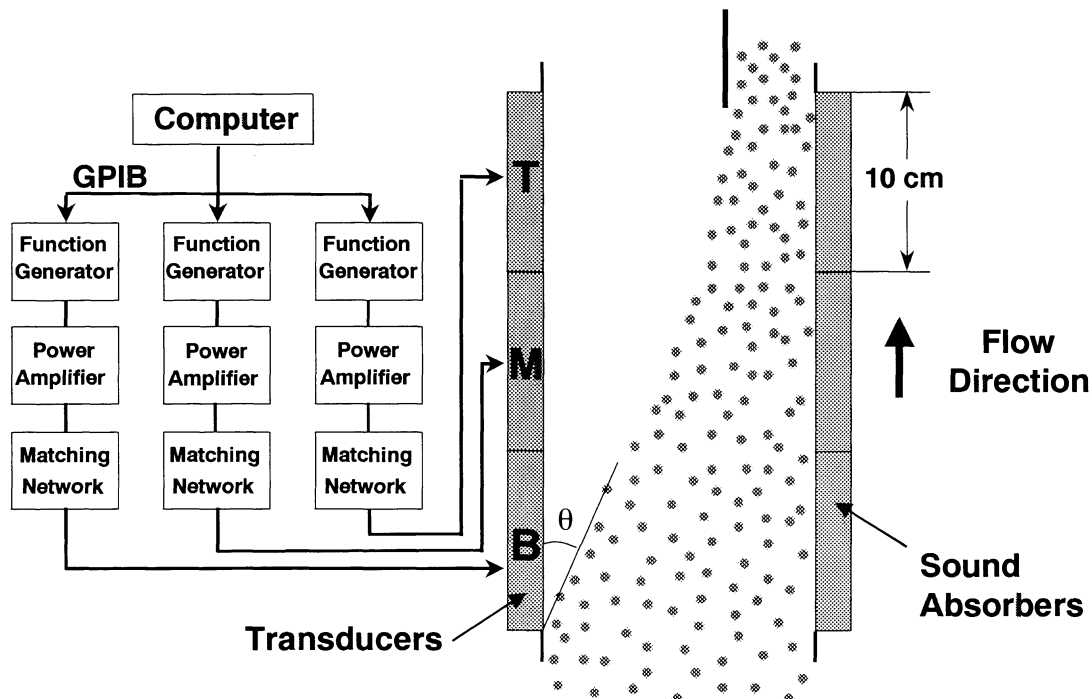 Computer
GPIB
Function
Generator
Function
Generator
Function
Generator
Power
Amplifier
Power
Amplifier
Power
Amplifier
Matching
Network
Matching
Network
Matching
Network
T
M
B
θ
10 cm
Flow
Direction
Transducers
Sound
Absorbers